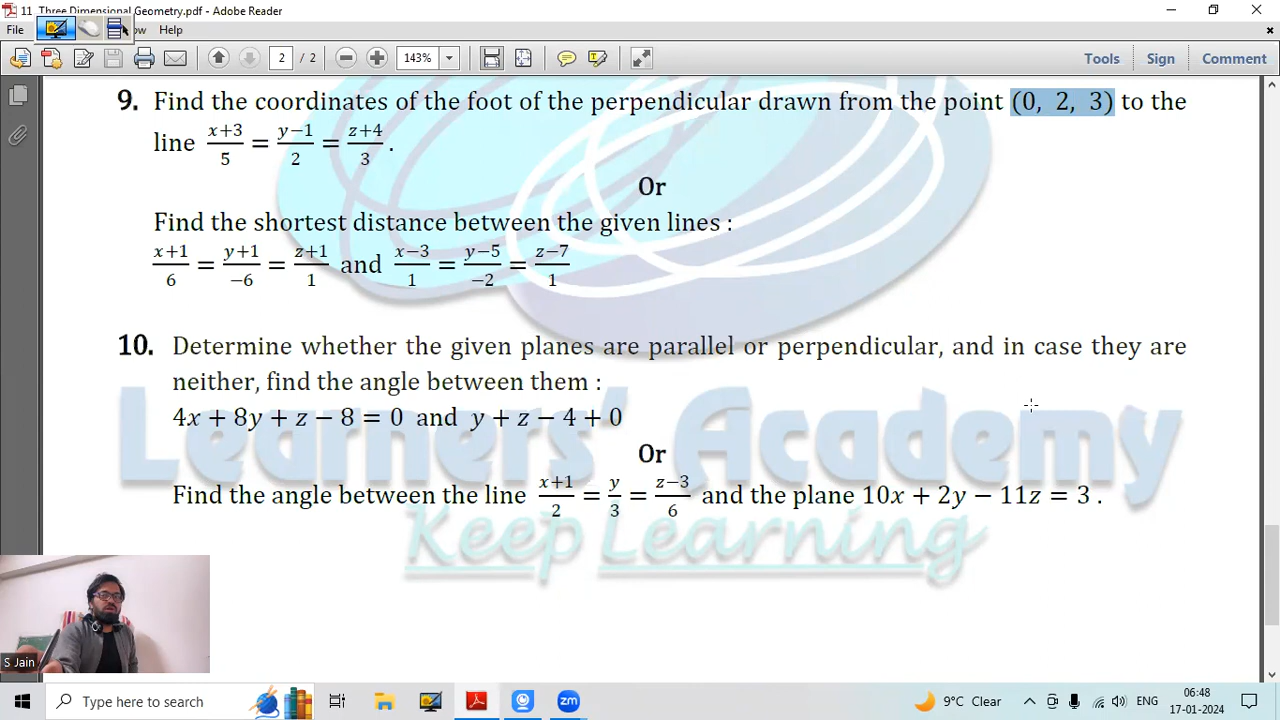 11 Three Dimensional Geometry.pdf - Adobe Reader
File
ow
Help
2 / 2
143%
Tools
Sign
Comment
9. Find the coordinates of the foot of the perpendicular drawn from the point (0, 2, 3) to the
line x+3/5 = y−1/2 = z+4/3 .
Or
Find the shortest distance between the given lines :
x+1/6 = y+1/−6 = z+1/1 and x−3/1 = y−5/−2 = z−7/1
10. Determine whether the given planes are parallel or perpendicular, and in case they are
neither, find the angle between them :
4x + 8y + z − 8 = 0 and y + z − 4 + 0
Or
Find the angle between the line x+1/2 = y/3 = z−3/6 and the plane 10x + 2y − 11z = 3 .
Learners' Academy
Keep Learning
S Jain
Type here to search
zm
9°C Clear
ENG
06:48
17-01-2024